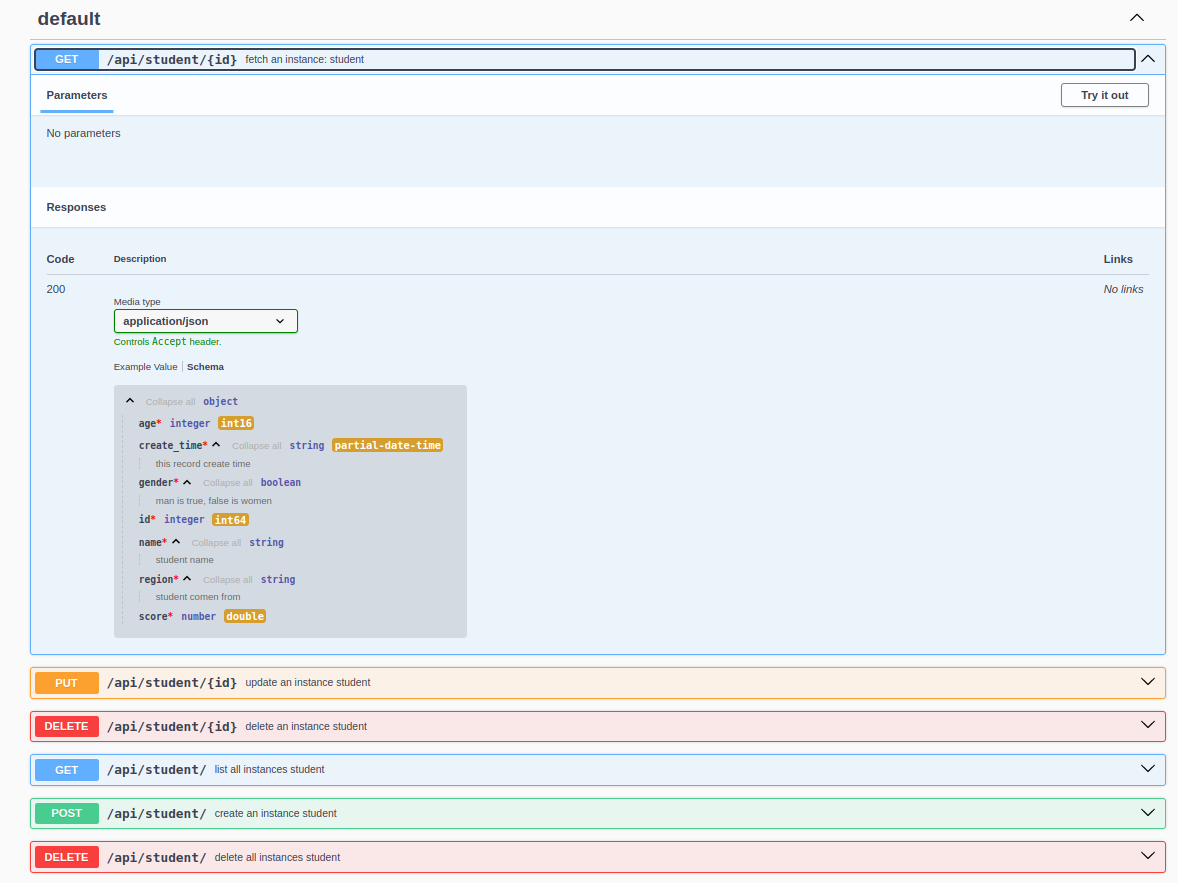 default
GET /api/student/{id} fetch an instance: student
Parameters Try it out
No parameters
Responses
Code Description Links
200 No links
Media type
application/json
Controls Accept header.
Example Value Schema
Collapse all object
age* integer int16
create_time* Collapse all string partial-date-time
this record create time
gender* Collapse all boolean
man is true, false is women
id* integer int64
name* Collapse all string
student name
region* Collapse all string
student comen from
score* number double
PUT /api/student/{id} update an instance student
DELETE /api/student/{id} delete an instance student
GET /api/student/ list all instances student
POST /api/student/ create an instance student
DELETE /api/student/ delete all instances student